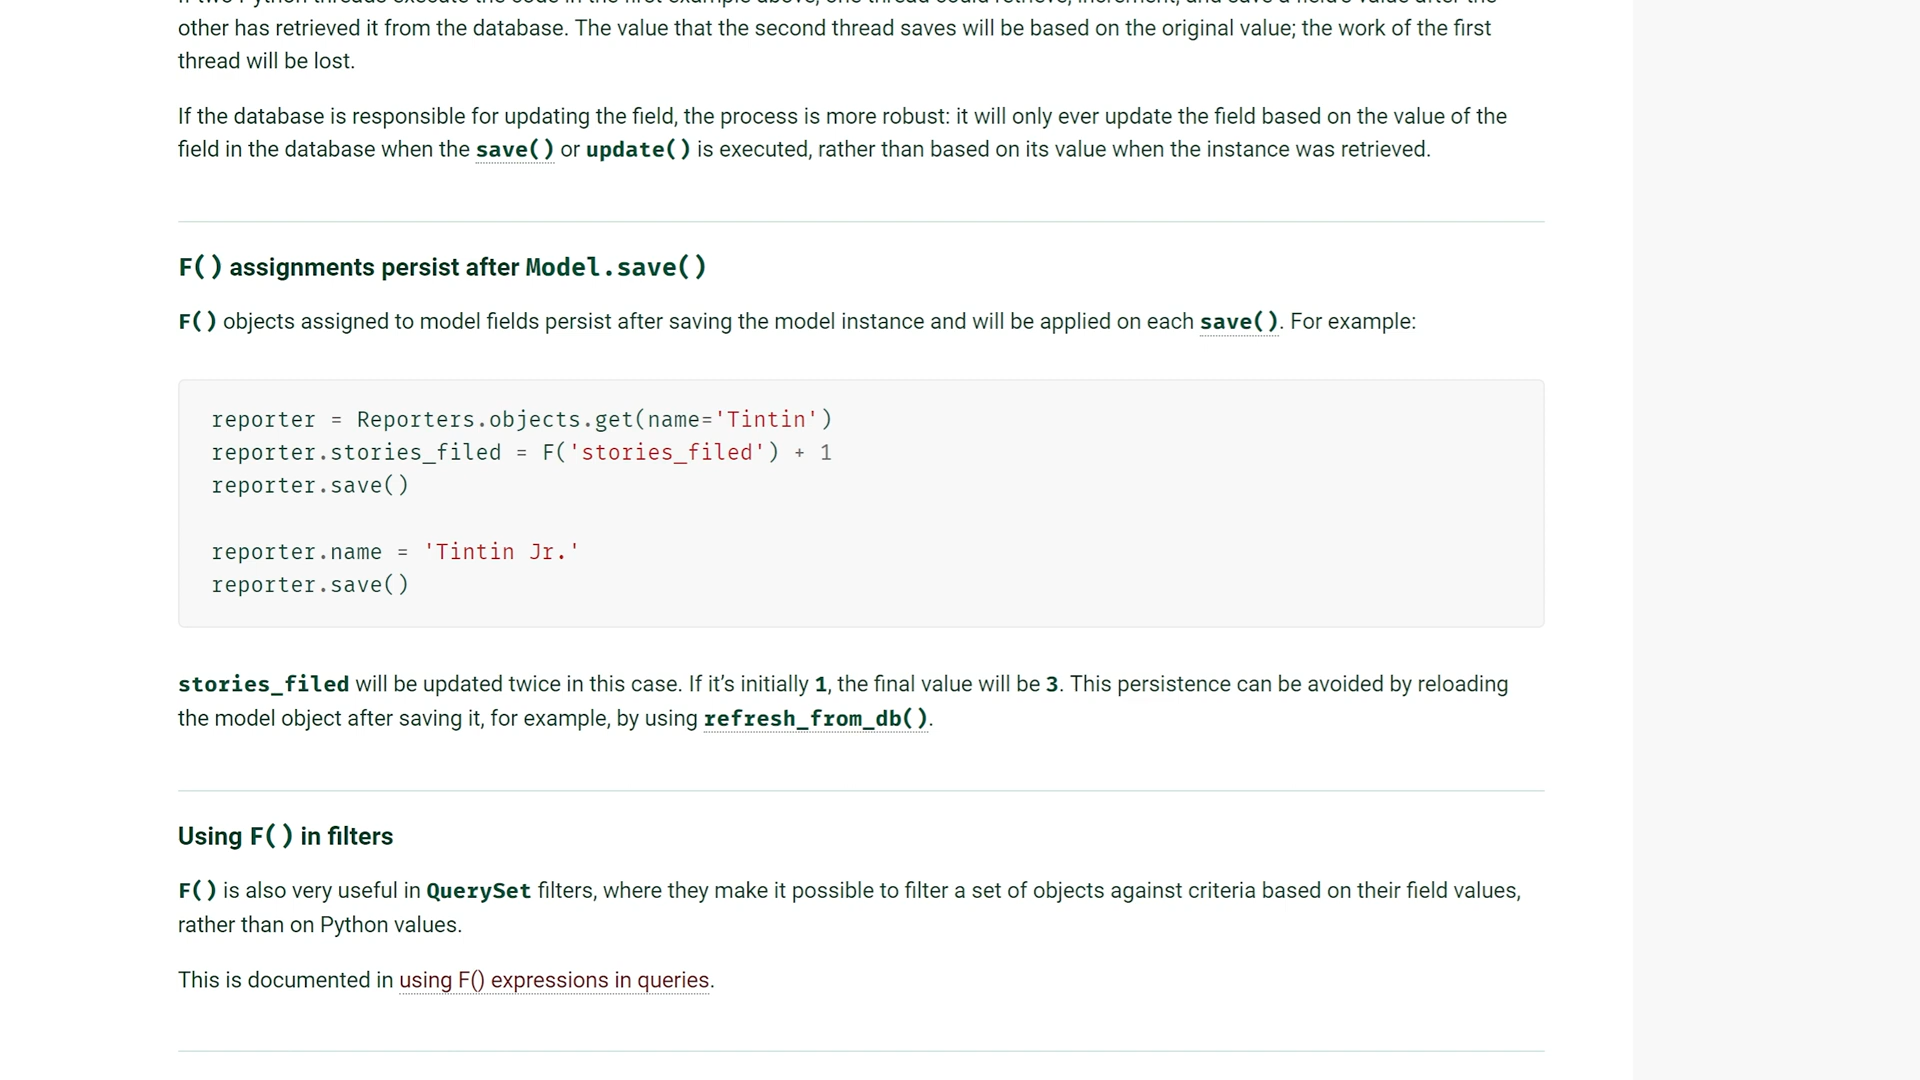 other has retrieved it from the database. The value that the second thread saves will be based on the original value; the work of the first
thread will be lost.
If the database is responsible for updating the field, the process is more robust: it will only ever update the field based on the value of the
field in the database when the save() or update() is executed, rather than based on its value when the instance was retrieved.
F() assignments persist after Model.save()
F() objects assigned to model fields persist after saving the model instance and will be applied on each save(). For example:
reporter = Reporters.objects.get(name='Tintin')
reporter.stories_filed = F('stories_filed') + 1
reporter.save()
reporter.name = 'Tintin Jr.'
reporter.save()
stories_filed will be updated twice in this case. If it’s initially 1, the final value will be 3. This persistence can be avoided by reloading
the model object after saving it, for example, by using refresh_from_db().
Using F() in filters
F() is also very useful in QuerySet filters, where they make it possible to filter a set of objects against criteria based on their field values,
rather than on Python values.
This is documented in using F() expressions in queries.